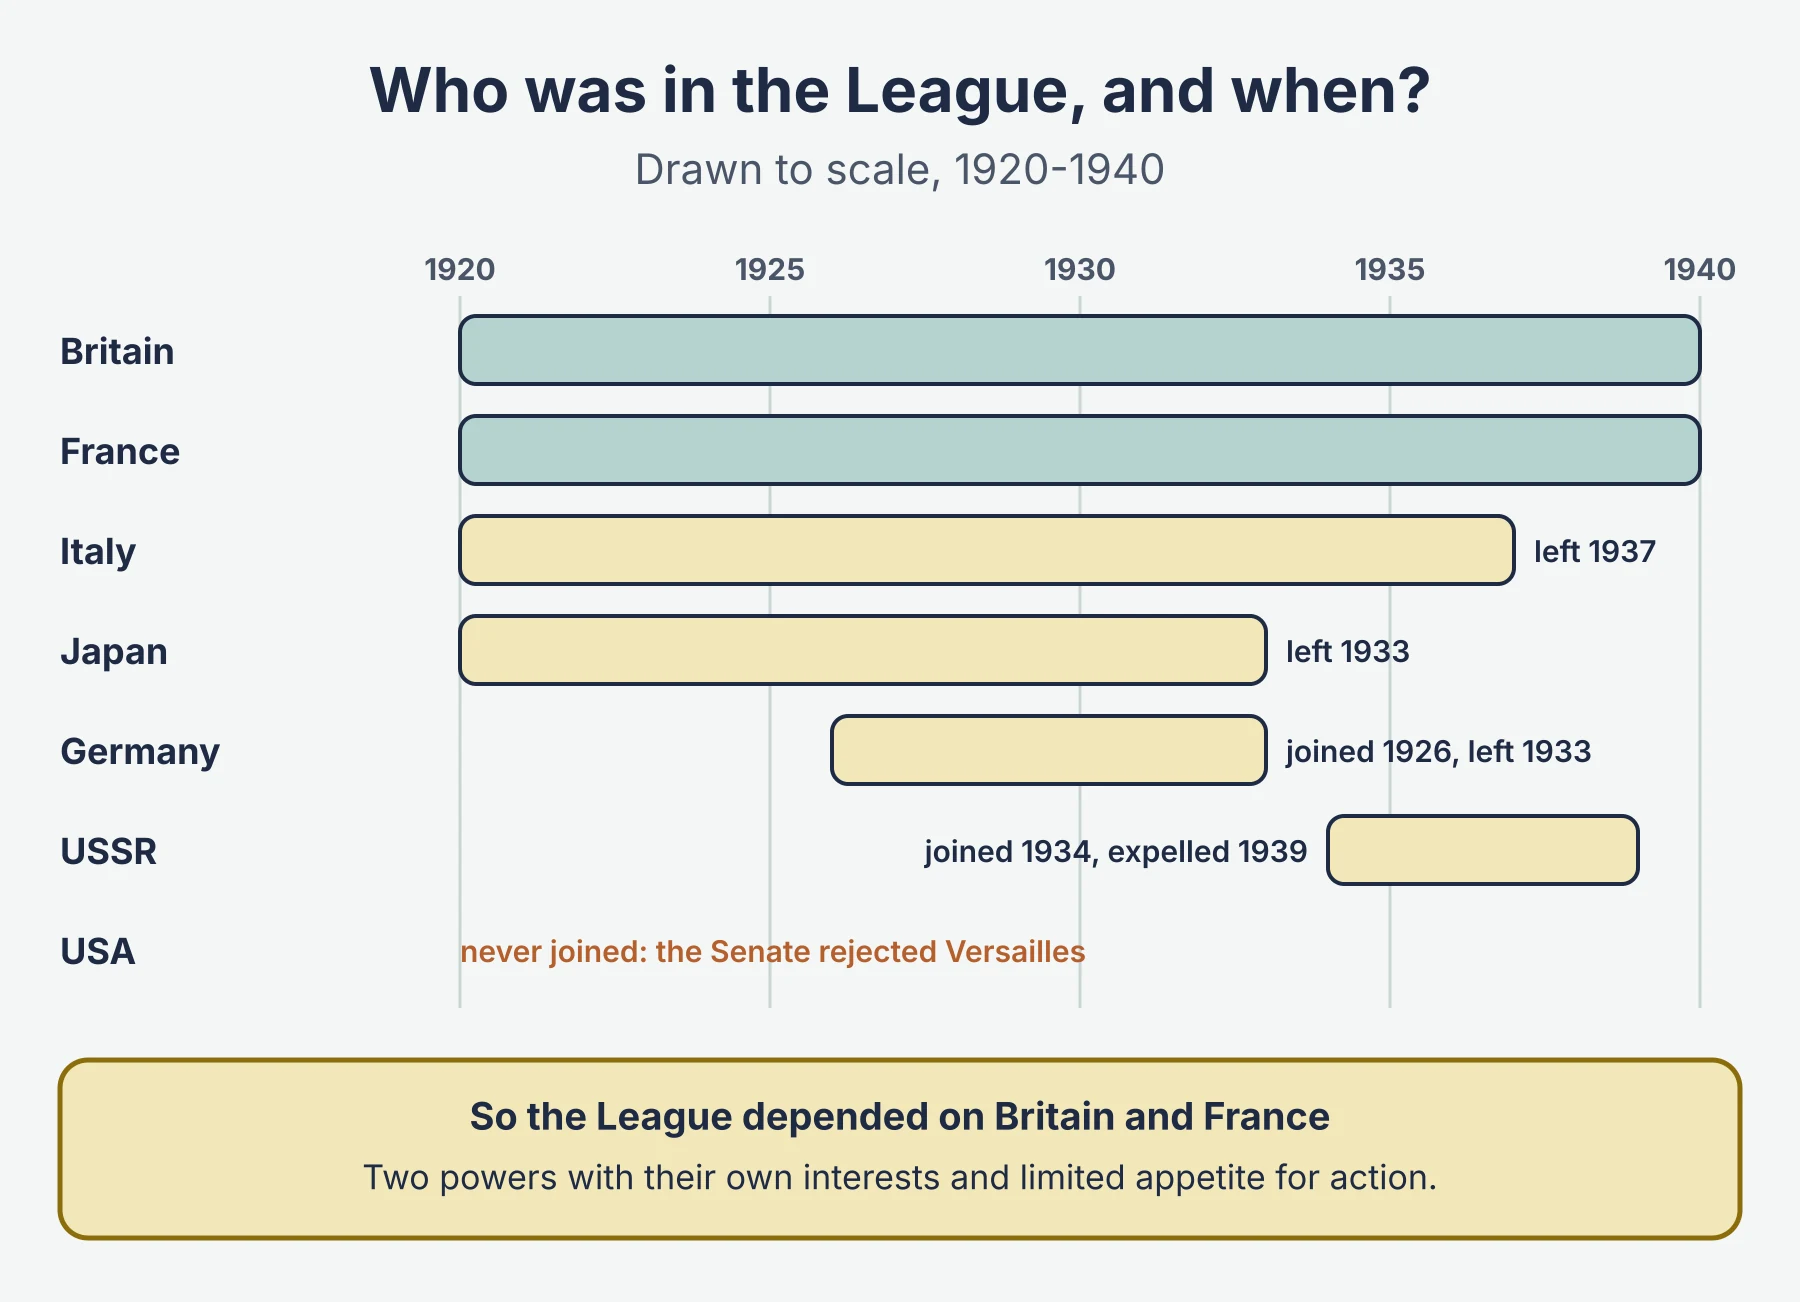 Who was in the League, and when?
Drawn to scale, 1920-1940
1920 1925 1930 1935 1940
Britain
France
Italy left 1937
Japan left 1933
Germany joined 1926, left 1933
USSR joined 1934, expelled 1939
USA never joined: the Senate rejected Versailles
So the League depended on Britain and France
Two powers with their own interests and limited appetite for action.